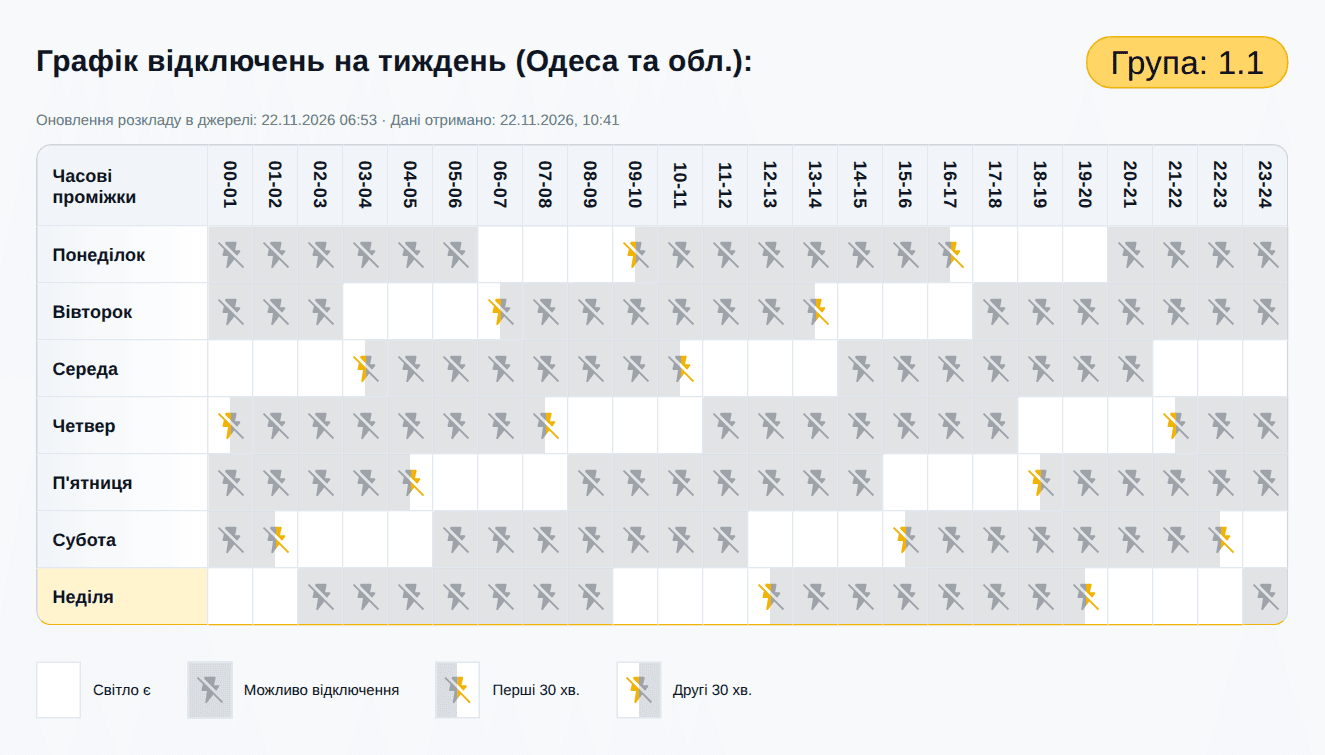 Графік відключень на тиждень (Одеса та обл.):
Група: 1.1
Оновлення розкладу в джерелі: 22.11.2026 06:53 · Дані отримано: 22.11.2026, 10:41
Часові
проміжки
00-01 01-02 02-03 03-04 04-05 05-06 06-07 07-08 08-09 09-10 10-11 11-12 12-13 13-14 14-15 15-16 16-17 17-18 18-19 19-20 20-21 21-22 22-23 23-24
Понеділок
Вівторок
Середа
Четвер
П'ятниця
Субота
Неділя
Світло є
Можливо відключення
Перші 30 хв.
Другі 30 хв.